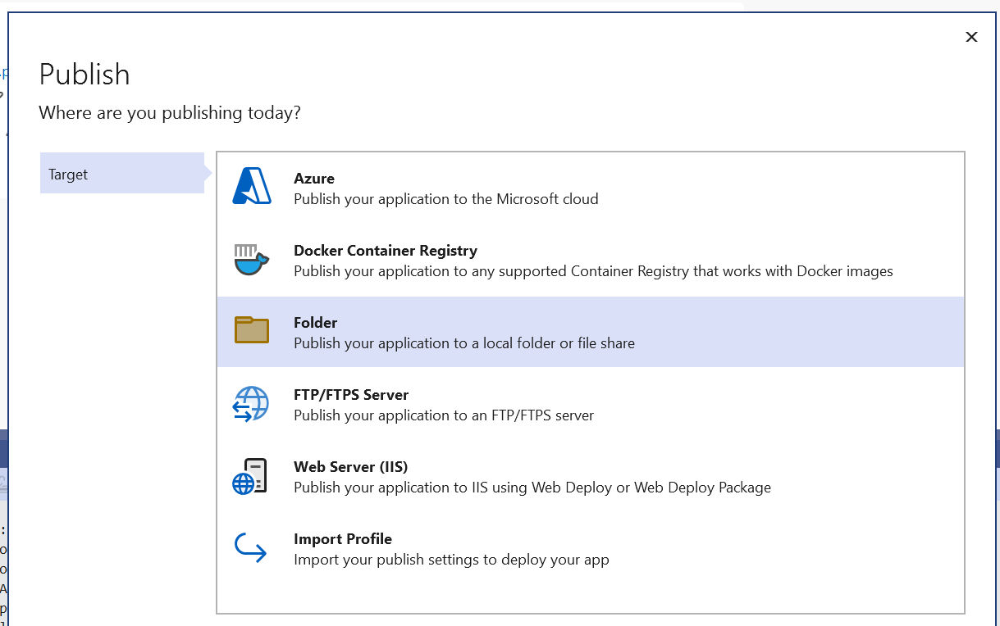 Publish
Where are you publishing today?
Target
Azure
Publish your application to the Microsoft cloud
Docker Container Registry
Publish your application to any supported Container Registry that works with Docker images
Folder
Publish your application to a local folder or file share
FTP/FTPS Server
Publish your application to an FTP/FTPS server
Web Server (IIS)
Publish your application to IIS using Web Deploy or Web Deploy Package
Import Profile
Import your publish settings to deploy your app